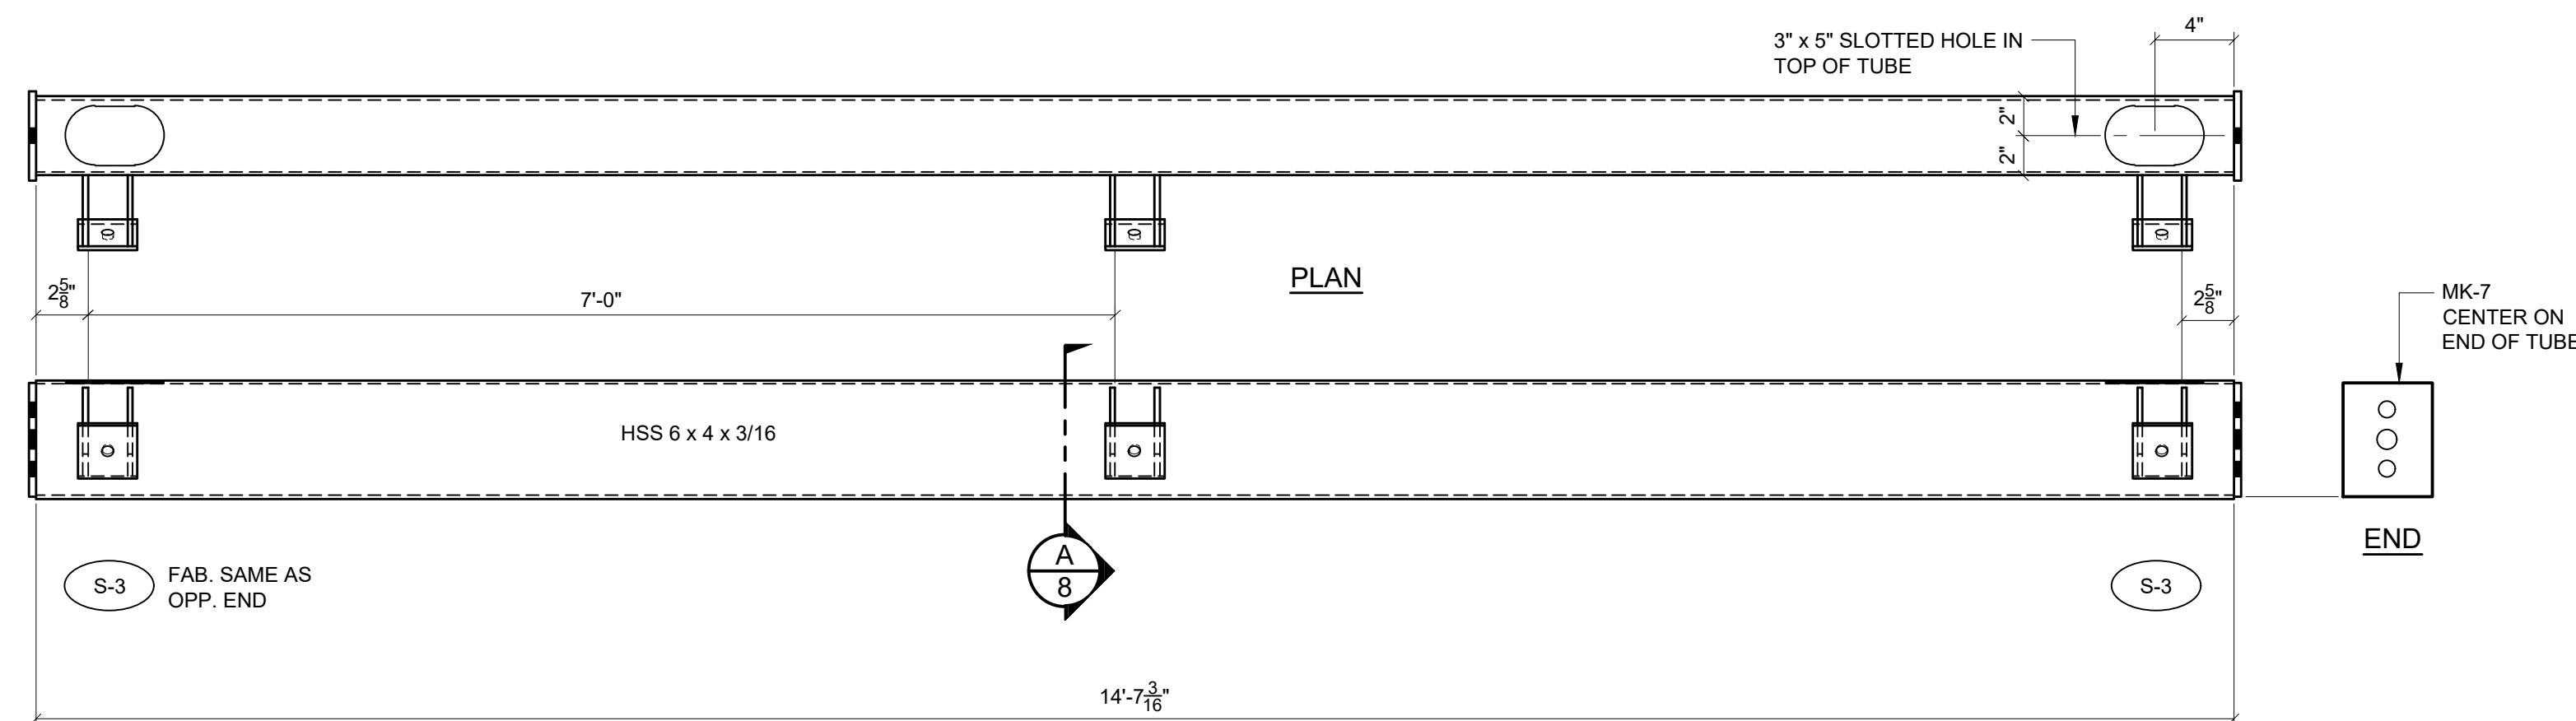 4"
3" x 5" SLOTTED HOLE IN
TOP OF TUBE
2"
2"
PLAN
2 5/8"
7'-0"
2 5/8"
MK-7
CENTER ON
END OF TUBE
HSS 6 x 4 x 3/16
END
A
8
S-3
FAB. SAME AS
OPP. END
S-3
14'-7 3/16"